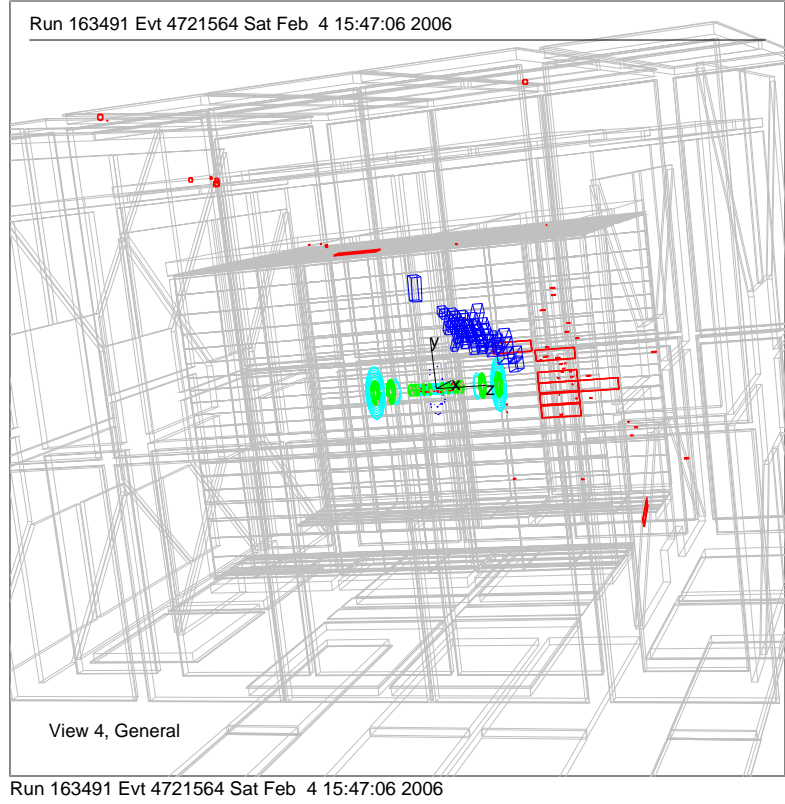 Run 163491 Evt 4721564 Sat Feb  4 15:47:06 2006
y
x
z
View 4, General
Run 163491 Evt 4721564 Sat Feb  4 15:47:06 2006